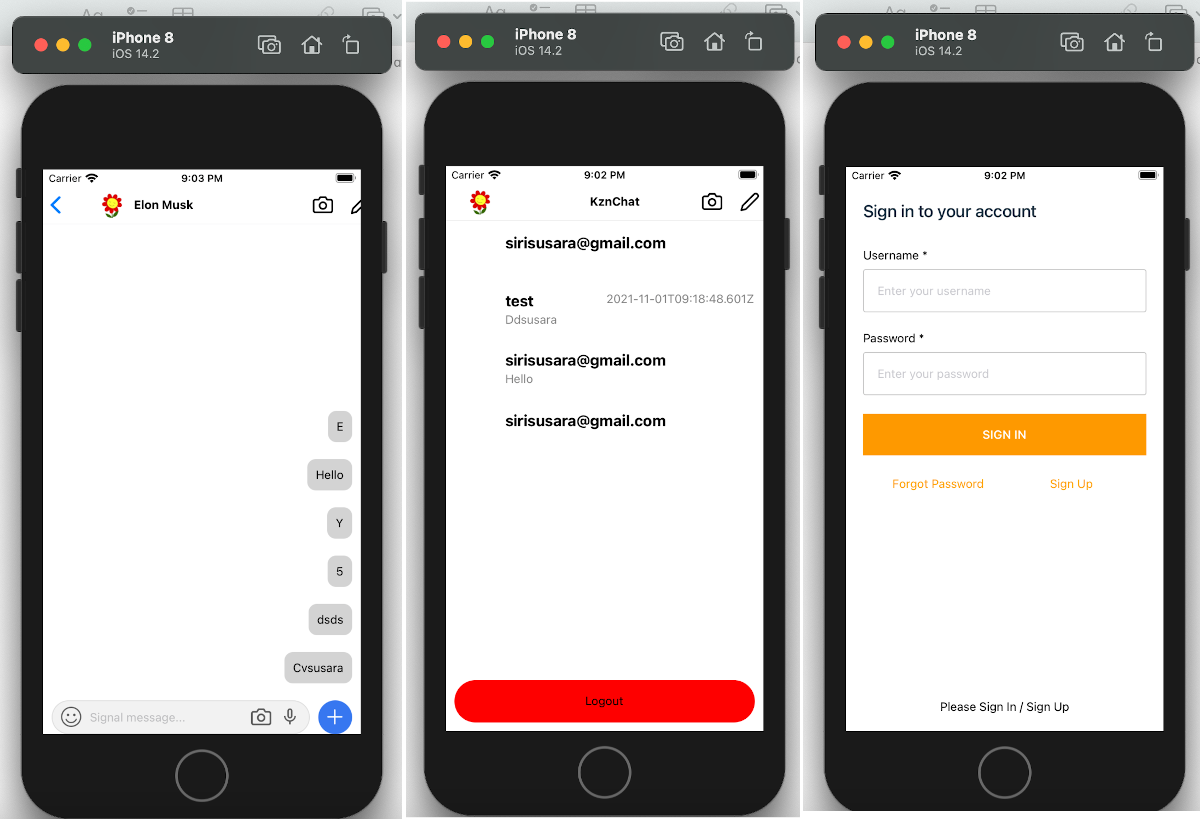 iPhone 8
iOS 14.2
Carrier
9:03 PM
Elon Musk
E
Hello
Y
5
dsds
Cvsusara
Signal message...
iPhone 8
iOS 14.2
Carrier
9:02 PM
KznChat
sirisusara@gmail.com
test
2021-11-01T09:18:48.601Z
Ddsusara
sirisusara@gmail.com
Hello
sirisusara@gmail.com
Logout
iPhone 8
iOS 14.2
Carrier
9:02 PM
Sign in to your account
Username *
Enter your username
Password *
Enter your password
SIGN IN
Forgot Password
Sign Up
Please Sign In / Sign Up